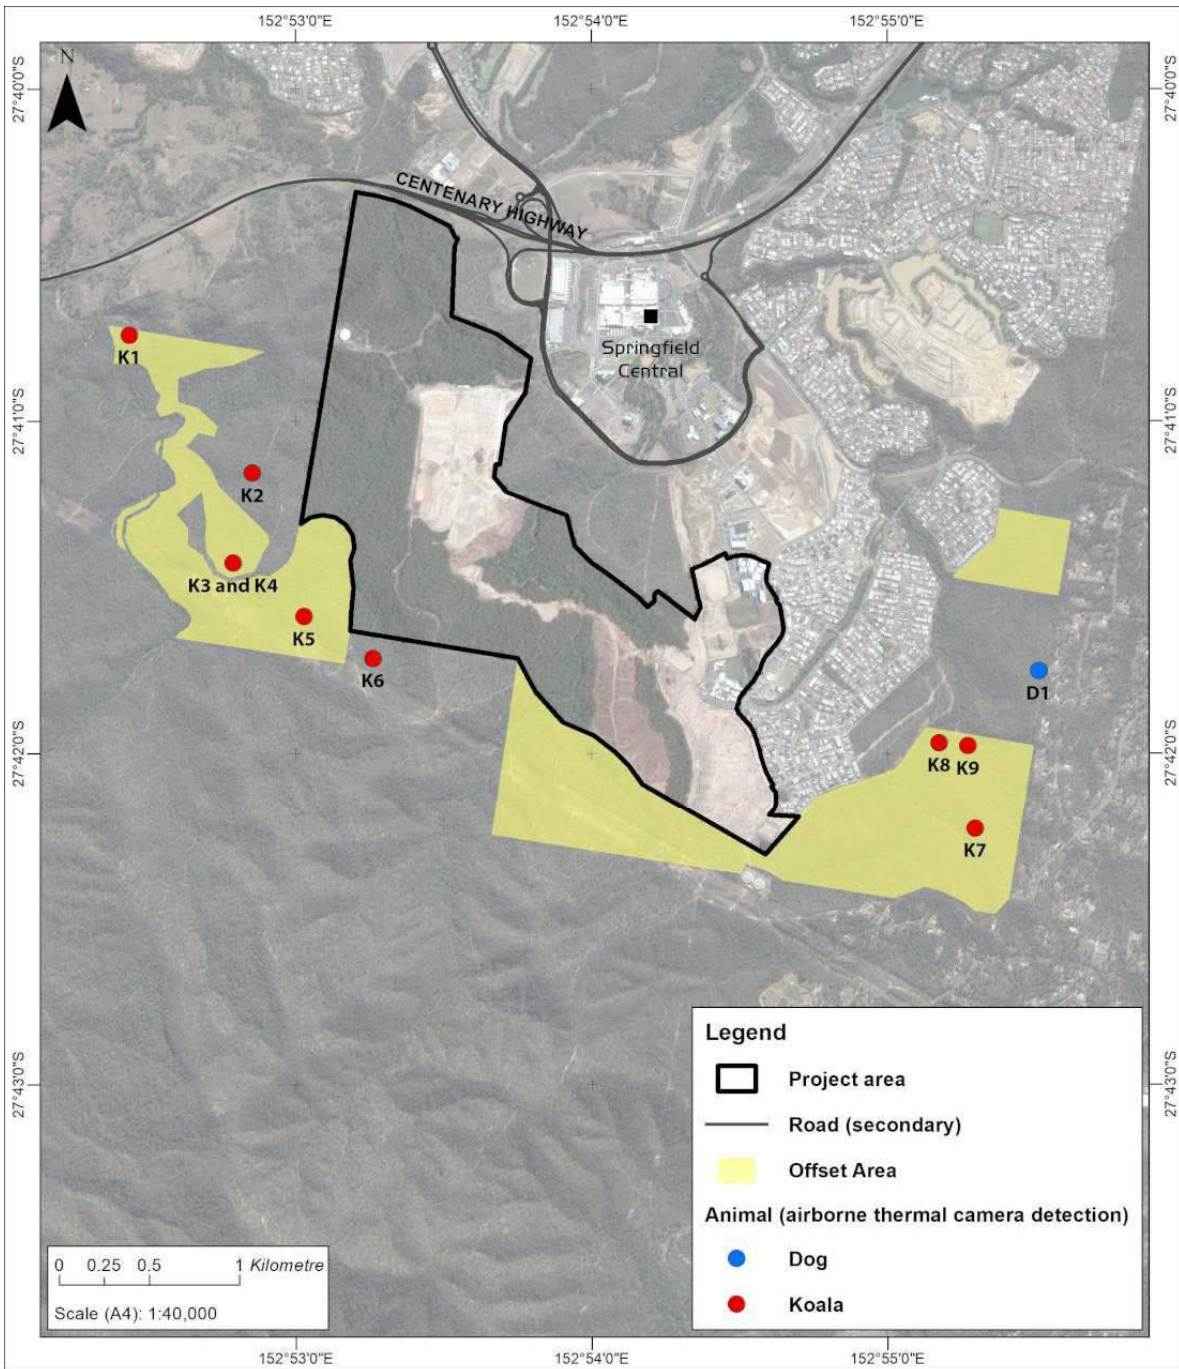 152°53'0"E
152°54'0"E
152°55'0"E
N
27°40'0"S
27°40'0"S
CENTENARY HIGHWAY
Springfield
Central
K1
27°41'0"S
27°41'0"S
K2
K3 and K4
K5
K6
D1
27°42'0"S
27°42'0"S
K8
K9
K7
27°43'0"S
27°43'0"S
Legend
Project area
Road (secondary)
Offset Area
Animal (airborne thermal camera detection)
Dog
Koala
0 0.25 0.5 1 Kilometre
Scale (A4): 1:40,000
152°53'0"E
152°54'0"E
152°55'0"E